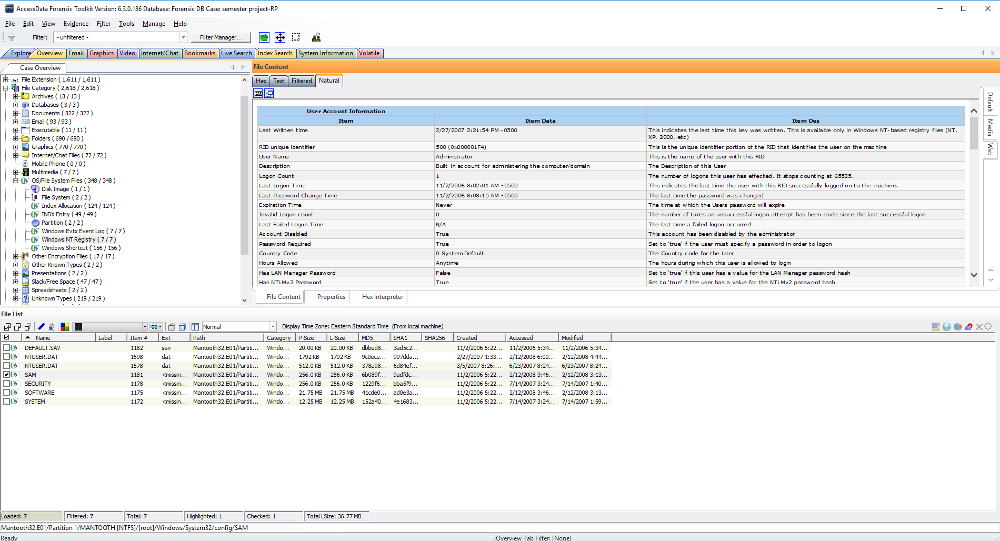 AccessData Forensic Toolkit Version: 6.3.0.186 Database: Forensic DB Case: semester project-RP
File Edit View Evidence Filter Tools Manage Help
Filter: - unfiltered - Filter Manager...
Explore Overview Email Graphics Video Internet/Chat Bookmarks Live Search Index Search System Information Volatile
Case Overview
File Extension ( 1,611 / 1,611 )
File Category ( 2,618 / 2,618 )
Archives ( 13 / 13 )
Databases ( 3 / 3 )
Documents ( 322 / 322 )
Email ( 93 / 93 )
Executable ( 11 / 11 )
Folders ( 690 / 690 )
Graphics ( 770 / 770 )
Internet/Chat Files ( 72 / 72 )
Mobile Phone ( 0 / 0 )
Multimedia ( 7 / 7 )
OS/File System Files ( 348 / 348 )
Disk Image ( 1 / 1 )
File System ( 2 / 2 )
Index Allocation ( 124 / 124 )
INDX Entry ( 49 / 49 )
Partition ( 2 / 2 )
Windows Evtx Event Log ( 7 / 7 )
Windows NT Registry ( 7 / 7 )
Windows Shortcut ( 156 / 156 )
Other Encryption Files ( 17 / 17 )
Other Known Types ( 2 / 2 )
Presentations ( 2 / 2 )
Slack/Free Space ( 47 / 47 )
Spreadsheets ( 2 / 2 )
Unknown Types ( 219 / 219 )
File Content
Hex Text Filtered Natural
CSS
User Account Information
Item Item Data Item Des
Last Written time 2/27/2007 2:21:54 PM -0500 This indicates the last time this key was written. This is available only in Windows NT-based registry files (NT,
XP, 2000, etc)
RID unique identifier 500 (0x000001F4) This is the unique identifier portion of the RID that identifies the user on the machine
User Name Administrator This is the name of the user with this RID
Description Built-in account for administering the computer/domain The Description of this User
Logon Count 1 The number of logons this user has effected. It stops counting at 65535.
Last Logon Time 11/2/2006 8:02:01 AM -0500 This indicates the last time the user with this RID successfully logged on to the machine.
Last Password Change Time 11/2/2006 8:08:15 AM -0500 The last time the password was changed
Expiration Time Never The time at which the Users password will expire
Invalid Logon count 0 The number of times an unsuccessful logon attempt has been made since the last successful logon
Last Failed Logon Time N/A The last time a failed logon occurred
Account Disabled True This account has been disabled by the administrator
Password Required True Set to 'true' if the user must specify a password in order to logon
Country Code 0 System Default The Country code for the User
Hours Allowed Anytime The hours during which this user is allowed to login
Has LAN Manager Password False Set to 'true' if this user has a value for the LAN Manager password hash
Has NTLMv2 Password True Set to 'true' if the user has a value for the NTLMv2 password hash
Default
Media
Web
File Content Properties Hex Interpreter
File List
Normal Display Time Zone: Eastern Standard Time (From local machine)
Name Label Item # Ext Path Category P-Size L-Size MD5 SHA1 SHA256 Created Accessed Modified
DEFAULT.SAV 1182 sav Mantooth32.E01/Partiti... Windo... 20.00 KB 20.00 KB dbbed8... 3ad5c2... 11/2/2006 5:22... 11/2/2006 5:34... 11/2/2006 5:34...
NTUSER.DAT 1698 dat Mantooth32.E01/Partiti... Windo... 1792 KB 1792 KB 9c0ece... 997dda... 2/27/2007 1:33... 2/12/2008 6:00... 2/12/2008 4:44...
NTUSER.DAT 1578 dat Mantooth32.E01/Partiti... Windo... 512.0 KB 512.0 KB 378a98... 6d84ef... 3/5/2007 8:26:... 6/23/2007 8:24... 6/23/2007 8:24...
SAM 1181 <missin... Mantooth32.E01/Partiti... Windo... 256.0 KB 256.0 KB 6b089f... 9adfdc... 11/2/2006 5:22... 2/12/2008 3:46... 2/12/2008 3:13...
SECURITY 1178 <missin... Mantooth32.E01/Partiti... Windo... 256.0 KB 256.0 KB 1229f6... bba5f9... 11/2/2006 5:22... 7/14/2007 3:24... 7/14/2007 1:40...
SOFTWARE 1175 <missin... Mantooth32.E01/Partiti... Windo... 21.75 MB 21.75 MB 41cde0... ad0e3a... 11/2/2006 5:22... 2/12/2008 3:46... 2/12/2008 3:13...
SYSTEM 1172 <missin... Mantooth32.E01/Partiti... Windo... 12.25 MB 12.25 MB 152a40... 4e1683... 11/2/2006 5:22... 7/14/2007 3:24... 7/14/2007 1:59...
Loaded: 7 Filtered: 7 Total: 7 Highlighted: 1 Checked: 1 Total LSize: 36.77 MB
Mantooth32.E01/Partition 1/MANTOOTH [NTFS]/[root]/Windows/System32/config/SAM
Ready Overview Tab Filter: [None]